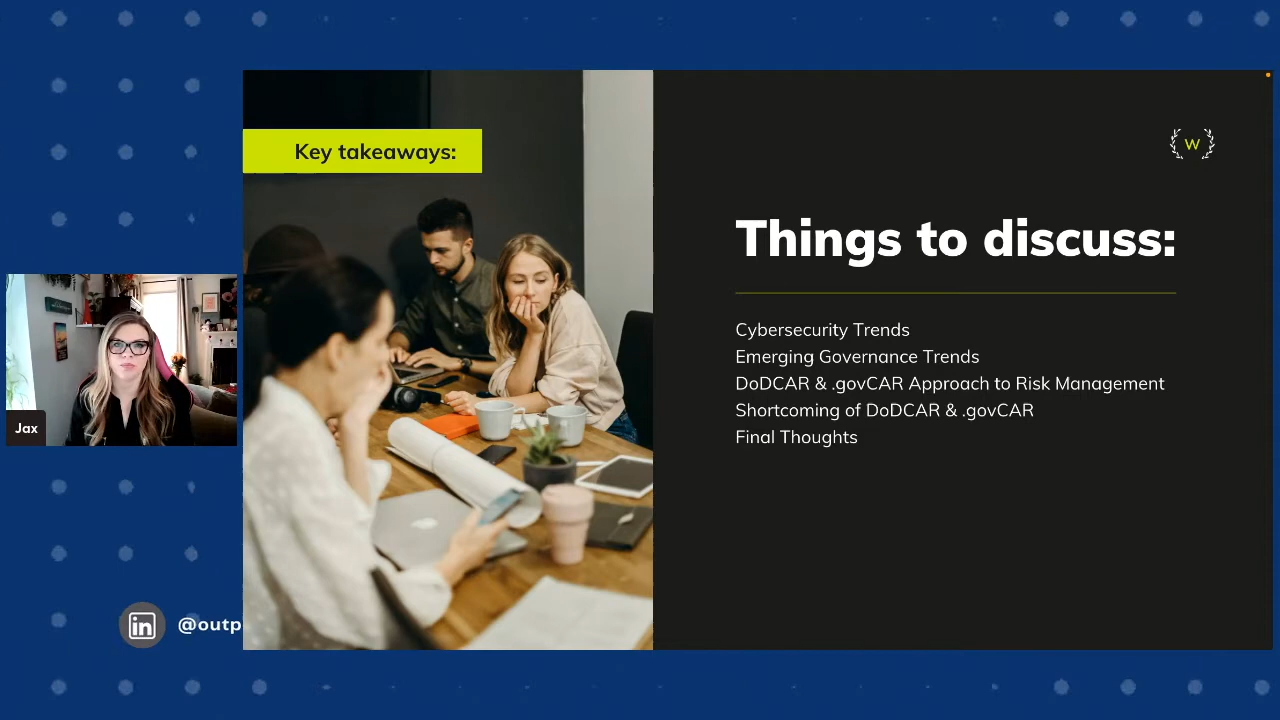 Key takeaways:
W
Things to discuss:
Cybersecurity Trends
Emerging Governance Trends
DoDCAR & .govCAR Approach to Risk Management
Shortcoming of DoDCAR & .govCAR
Final Thoughts
Jax
in @outp